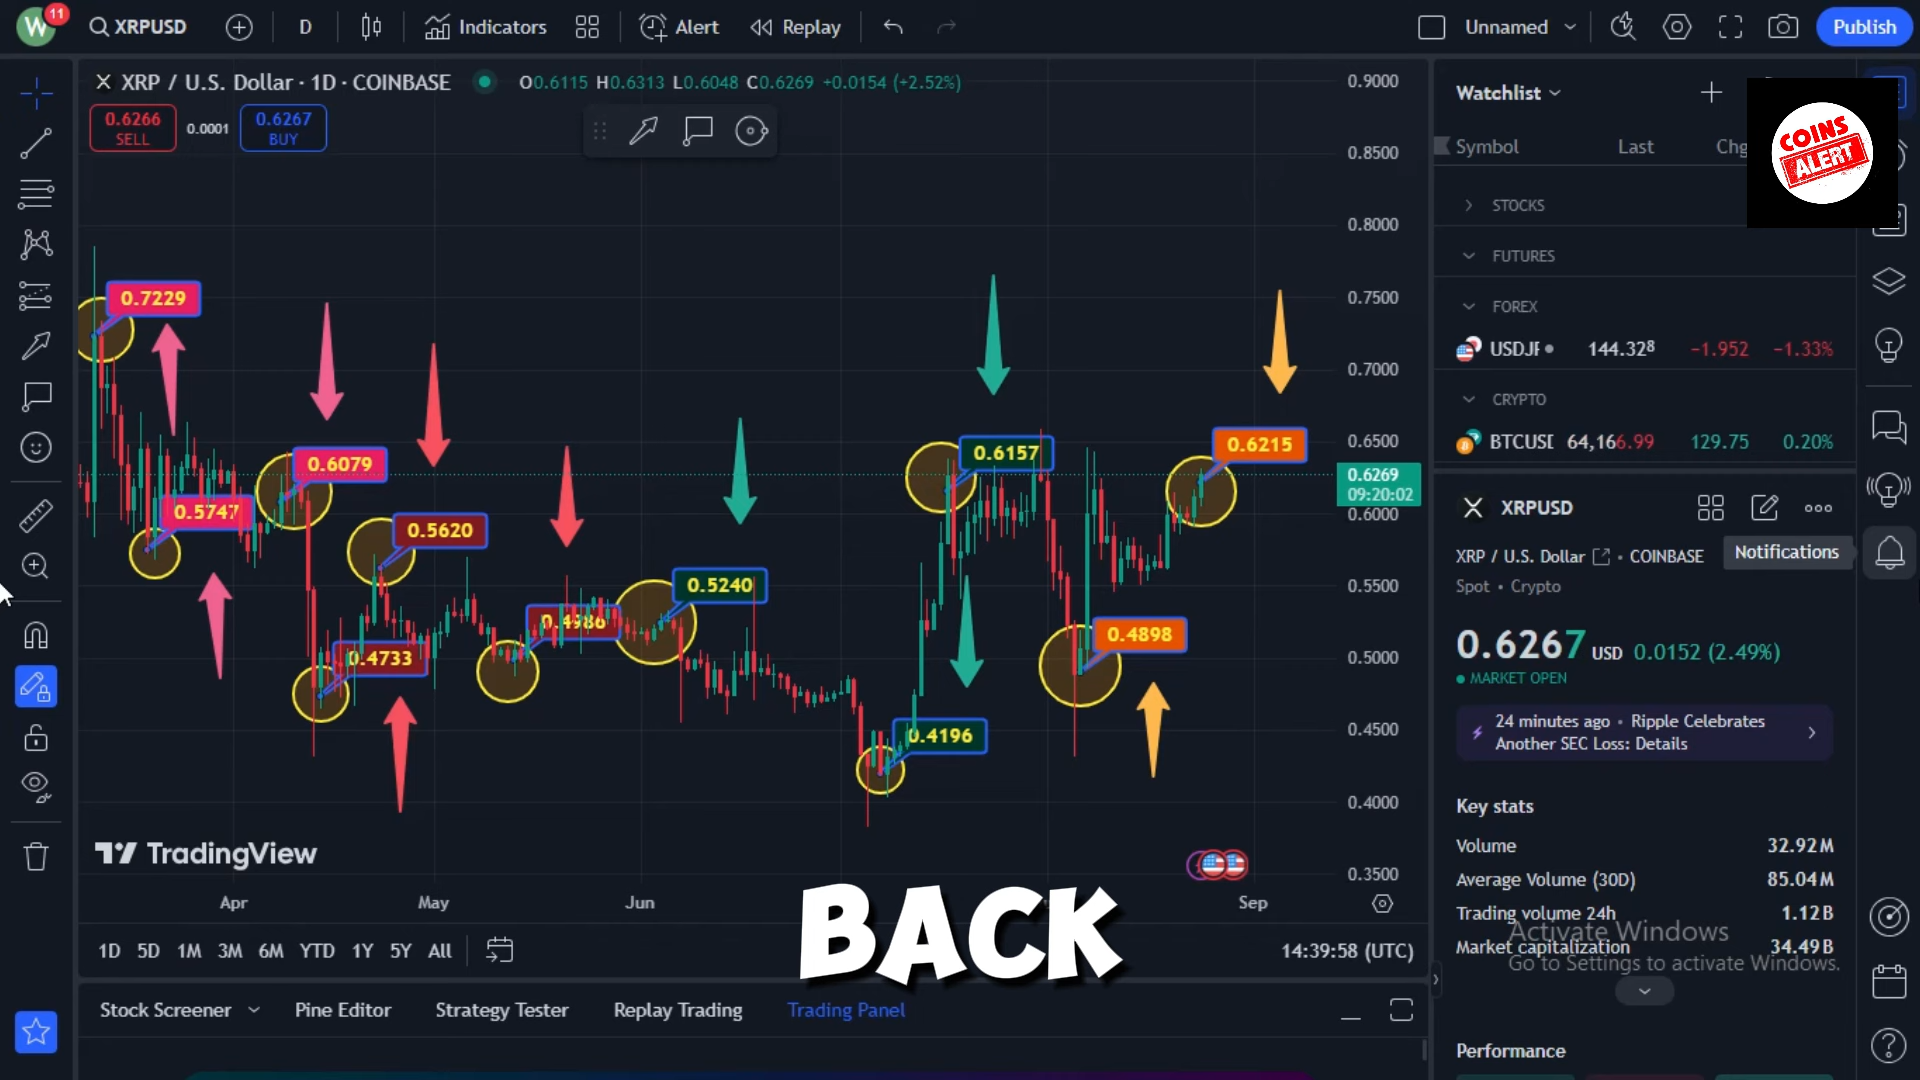 W 11 XRPUSD D Indicators Alert Replay Unnamed Publish
X XRP / U.S. Dollar · 1D · COINBASE O0.6115 H0.6313 L0.6048 C0.6269 +0.0154 (+2.52%)
0.6266
SELL
0.0001
0.6267
BUY
0.9000
0.8500
0.8000
0.7500
0.7000
0.6500
0.6269
09:20:02
0.6000
0.5500
0.5000
0.4500
0.4000
0.3500
0.7229
0.5747
0.6079
0.5620
0.4733
0.4986
0.5240
0.6157
0.4196
0.4898
0.6215
TradingView
Apr May Jun Sep
BACK
1D 5D 1M 3M 6M YTD 1Y 5Y All
14:39:58 (UTC)
Stock Screener Pine Editor Strategy Tester Replay Trading Trading Panel
Watchlist
Symbol Last Chg
COINS
ALERT
STOCKS
FUTURES
FOREX
USDJ 144.328 −1.952 −1.33%
CRYPTO
BTCUSD 64,166.99 129.75 0.20%
XRPUSD
XRP / U.S. Dollar COINBASE
Notifications
Spot • Crypto
0.6267 USD 0.0152 (2.49%)
MARKET OPEN
24 minutes ago • Ripple Celebrates
Another SEC Loss: Details
Key stats
Volume 32.92M
Average Volume (30D) 85.04M
Trading volume 24h 1.12B
Market capitalization 34.49B
Activate Windows
Go to Settings to activate Windows.
Performance